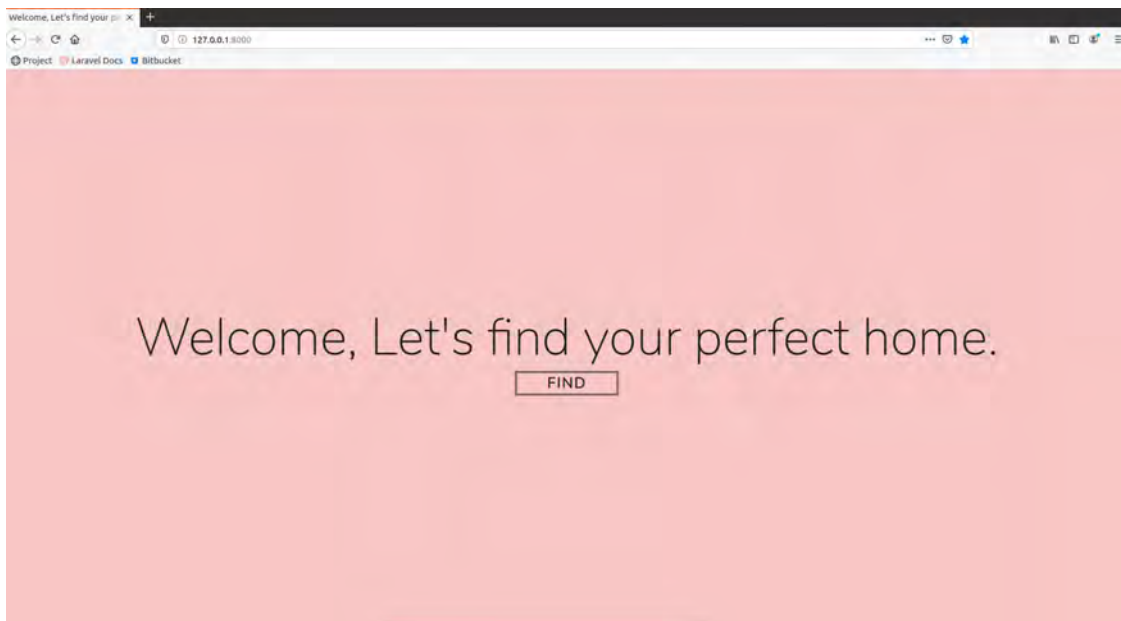 Welcome, Let's find your pe
127.0.0.1:8000
Project Laravel Docs Bitbucket
Welcome, Let's find your perfect home.
FIND